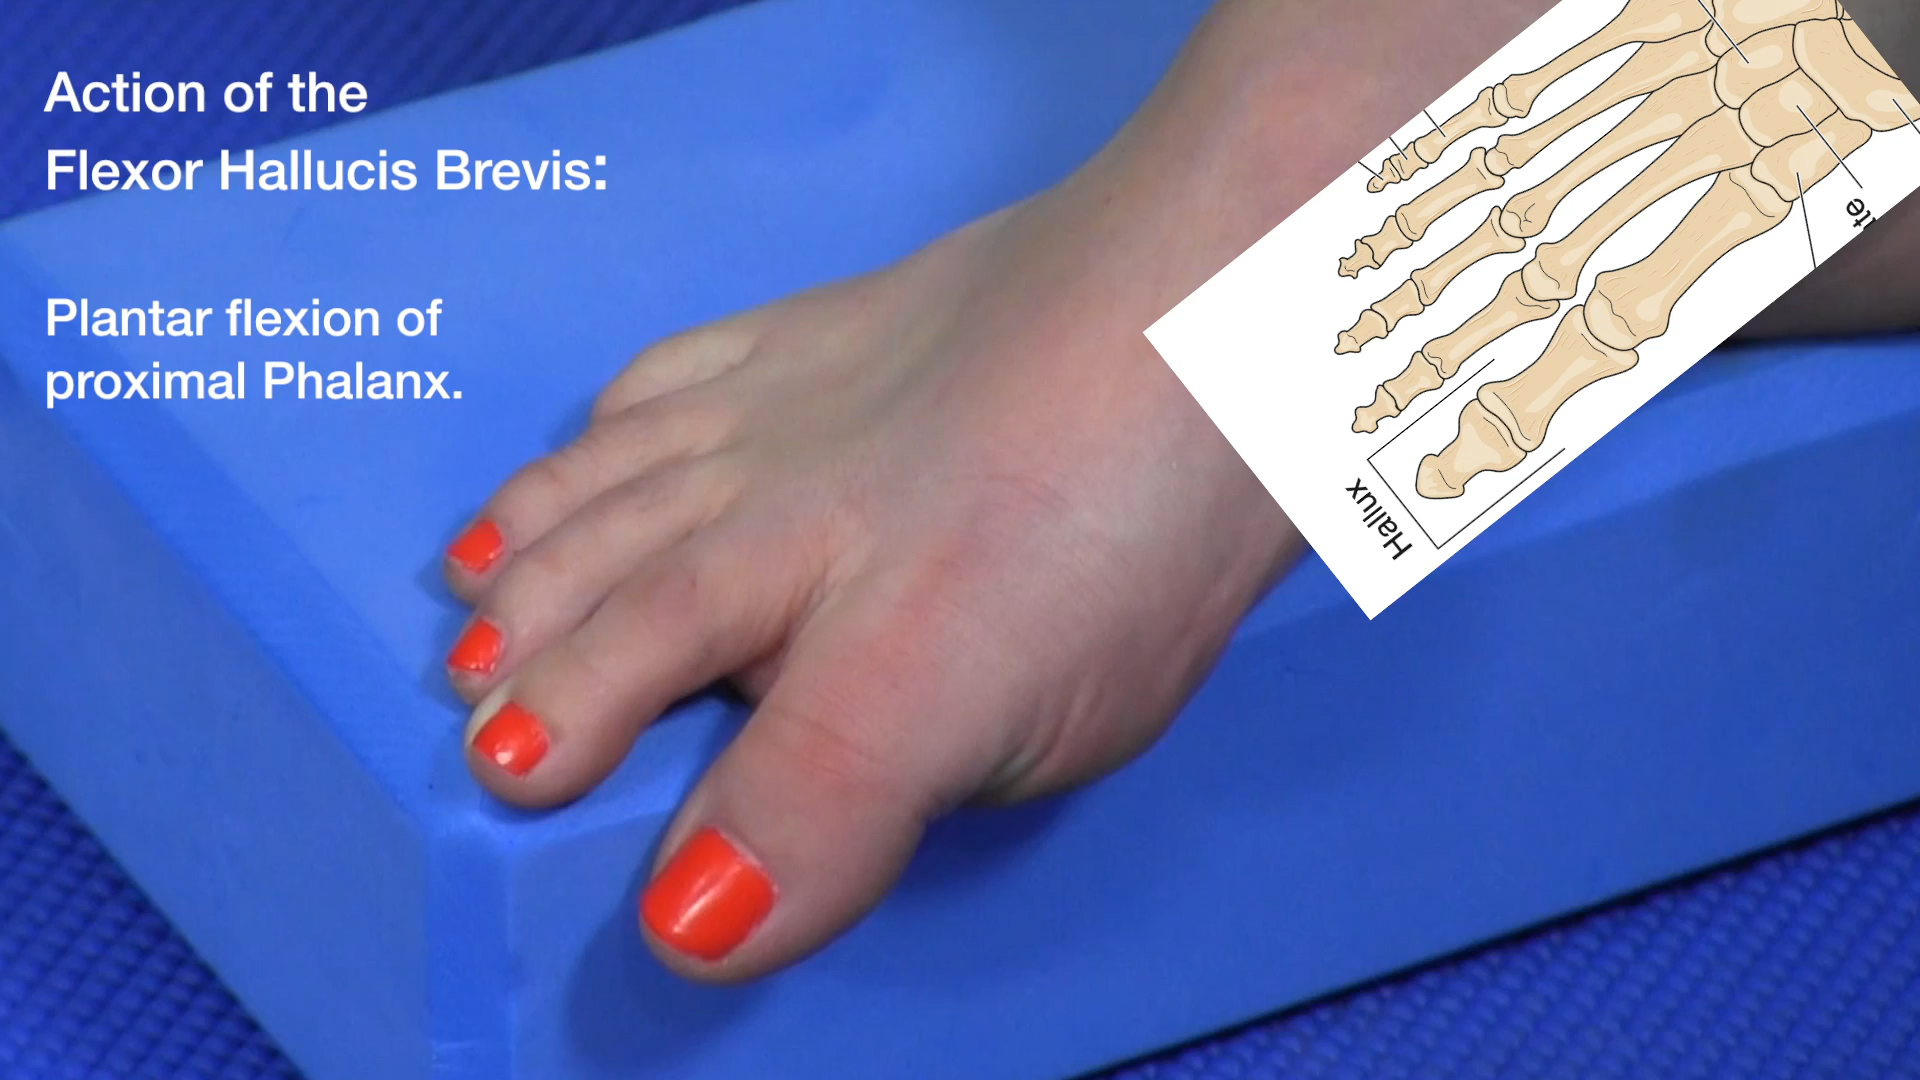 Action of the
Flexor Hallucis Brevis:
Plantar flexion of
proximal Phalanx.
Hallux